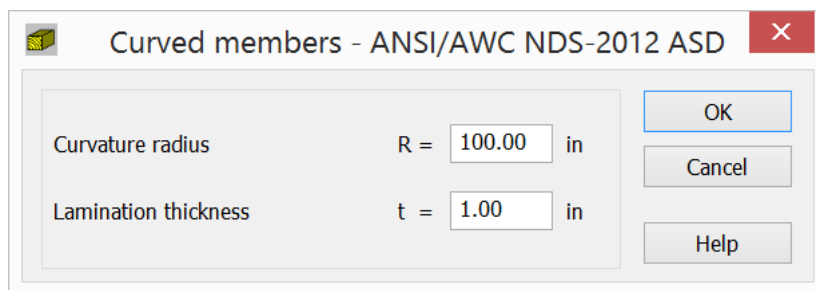 Curved members - ANSI/AWC NDS-2012 ASD
Curvature radius R = 100.00 in
Lamination thickness t = 1.00 in
OK
Cancel
Help